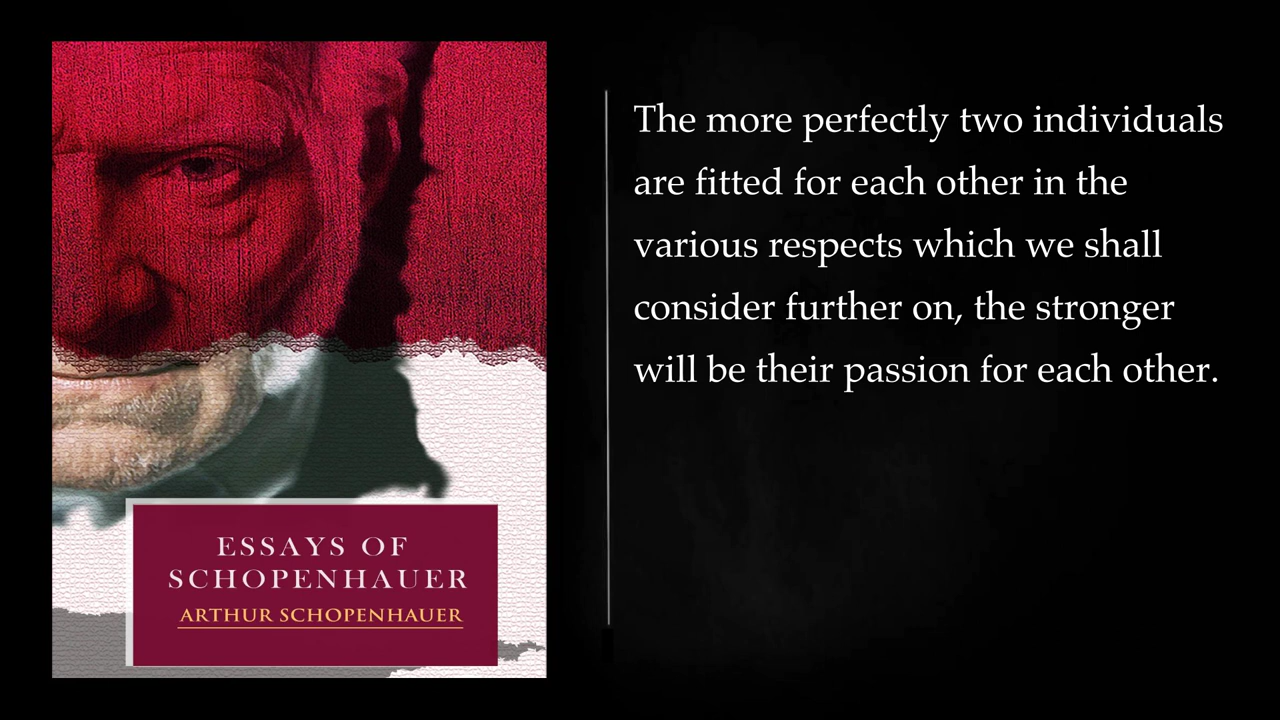 ESSAYS OF
SCHOPENHAUER
ARTHUR SCHOPENHAUER
The more perfectly two individuals
are fitted for each other in the
various respects which we shall
consider further on, the stronger
will be their passion for each other.